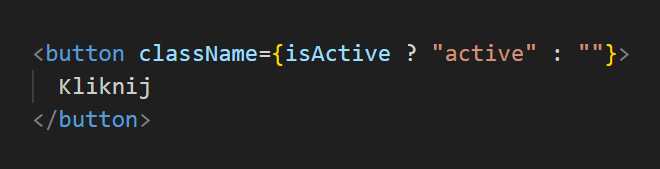 <button className={isActive ? "active" : ""}>
Kliknij
</button>